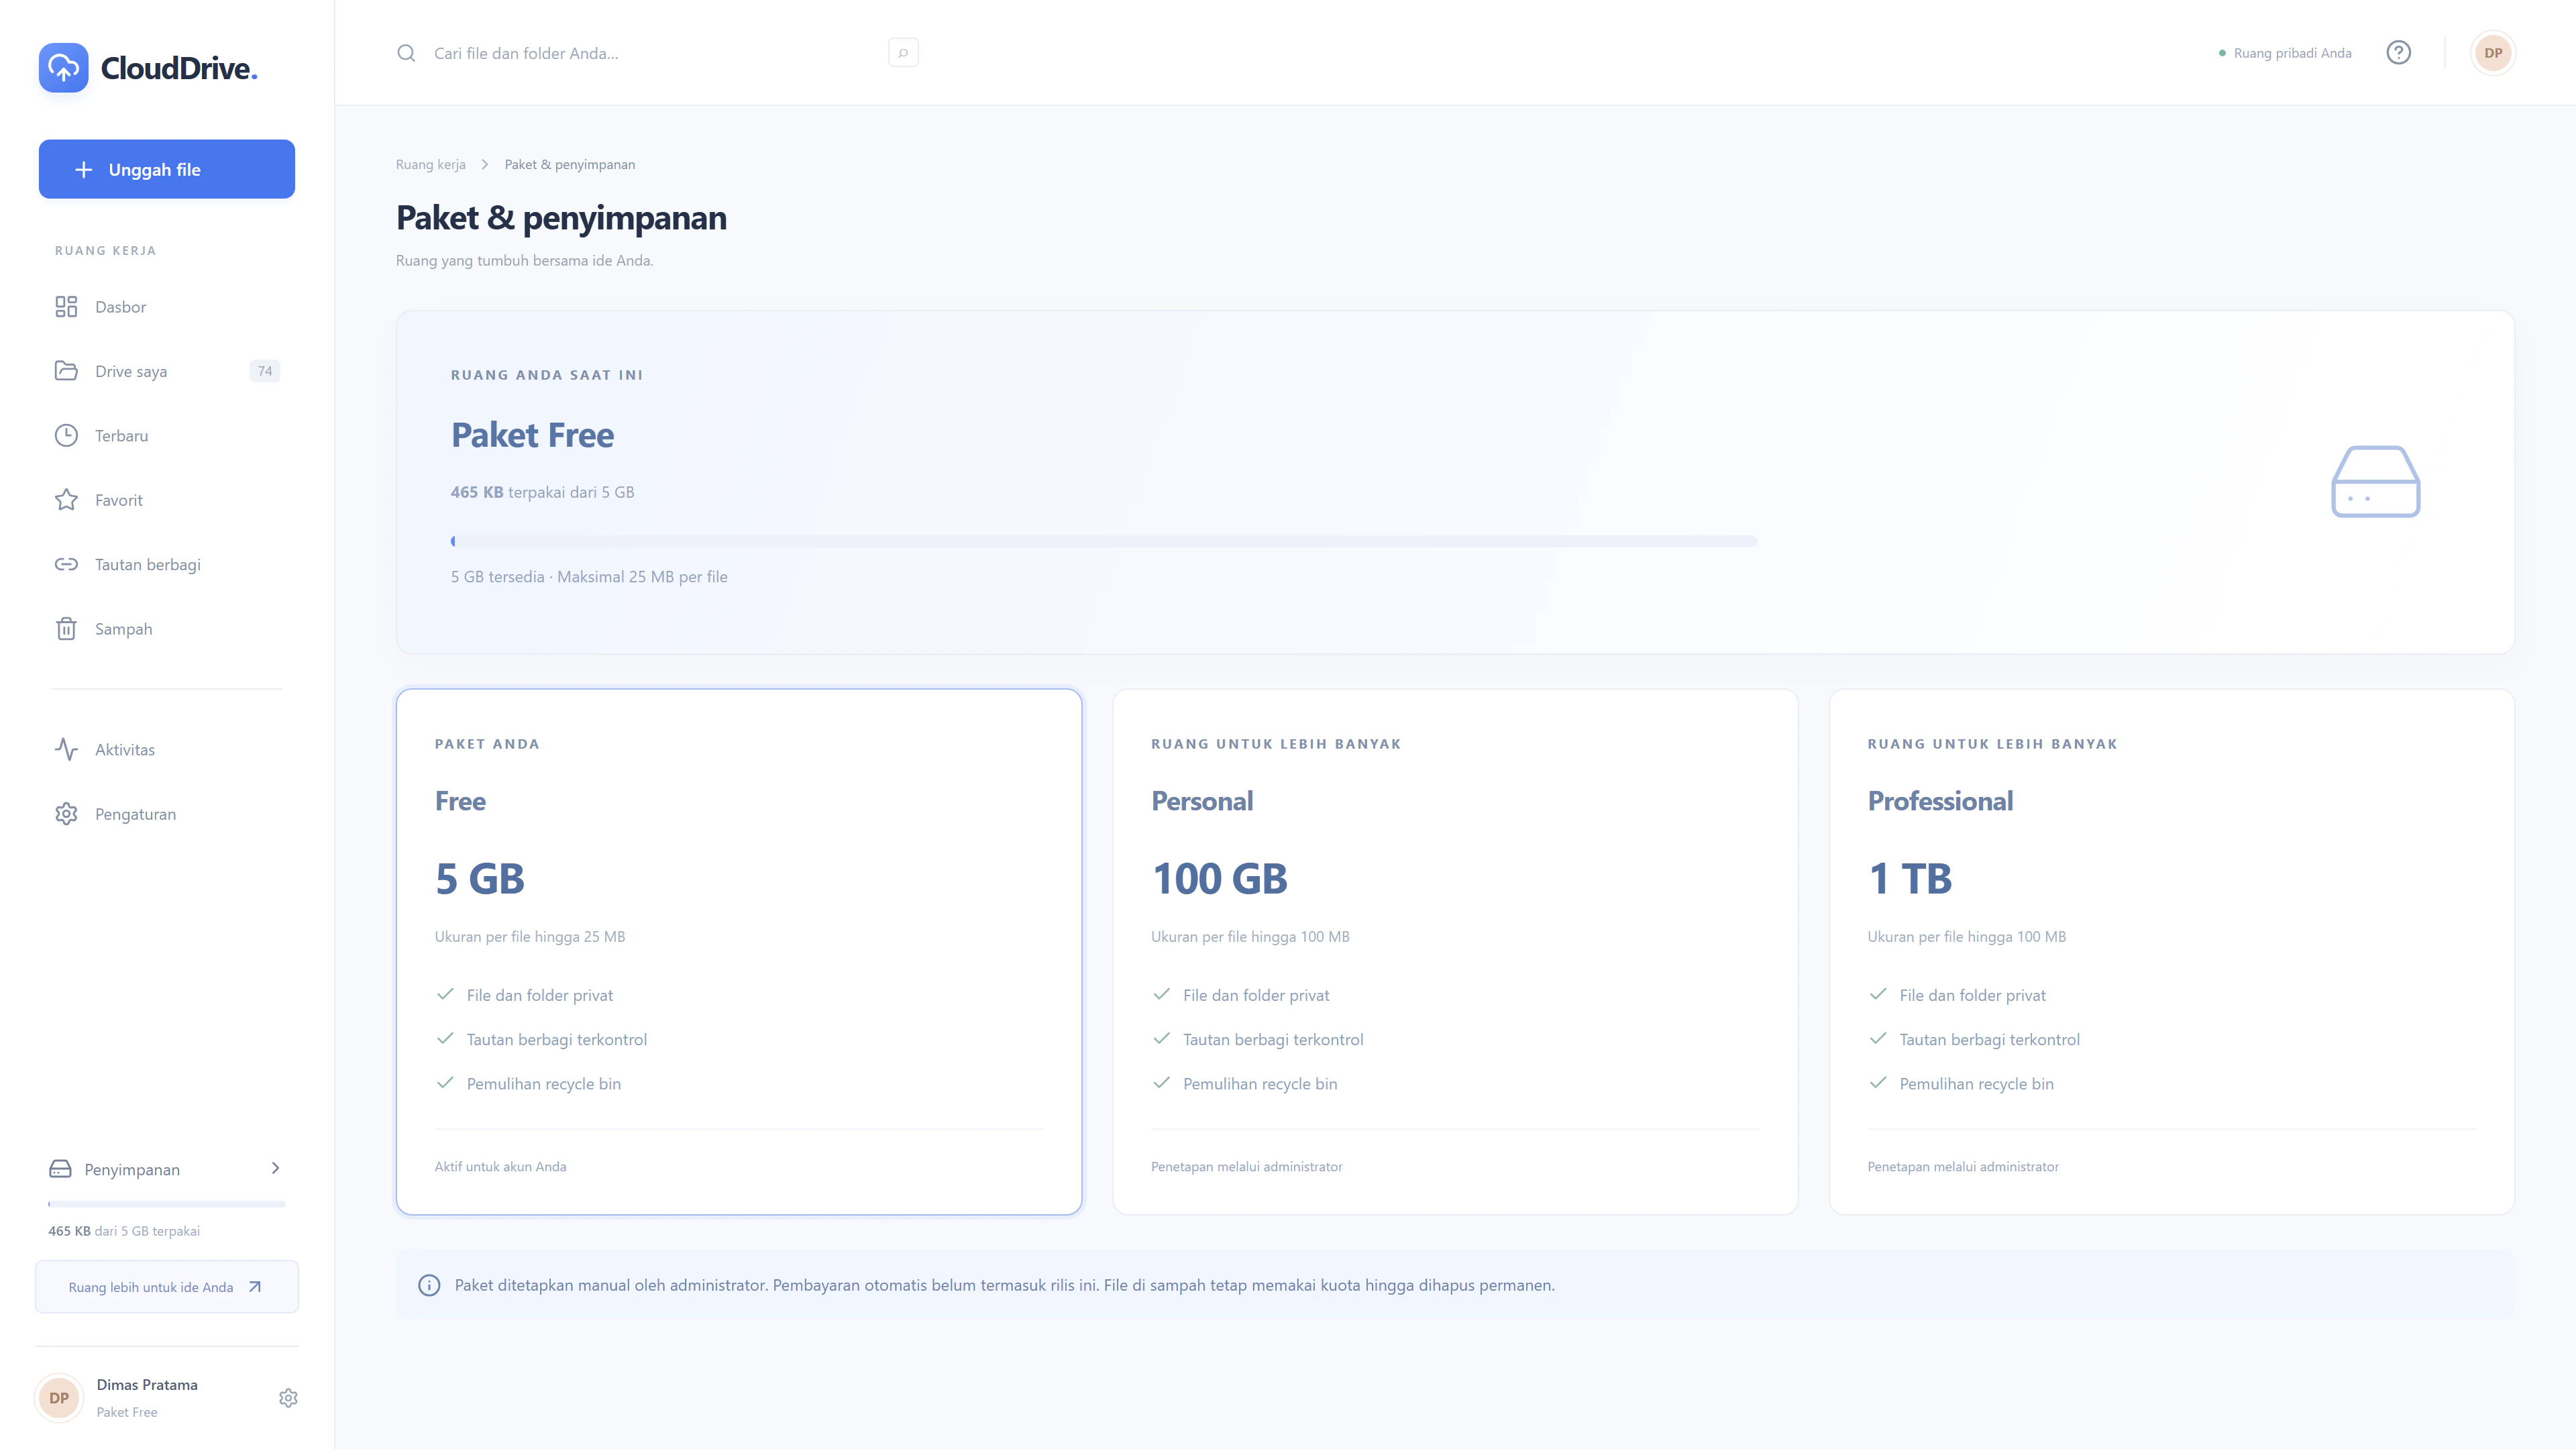 CloudDrive.
Unggah file
RUANG KERJA
Dasbor
Drive saya 74
Terbaru
Favorit
Tautan berbagi
Sampah
Aktivitas
Pengaturan
Penyimpanan
465 KB dari 5 GB terpakai
Ruang lebih untuk ide Anda
DP
Dimas Pratama
Paket Free
Cari file dan folder Anda...
Ruang pribadi Anda
DP
Ruang kerja > Paket & penyimpanan
Paket & penyimpanan
Ruang yang tumbuh bersama ide Anda.
RUANG ANDA SAAT INI
Paket Free
465 KB terpakai dari 5 GB
5 GB tersedia · Maksimal 25 MB per file
PAKET ANDA
Free
5 GB
Ukuran per file hingga 25 MB
File dan folder privat
Tautan berbagi terkontrol
Pemulihan recycle bin
Aktif untuk akun Anda
RUANG UNTUK LEBIH BANYAK
Personal
100 GB
Ukuran per file hingga 100 MB
File dan folder privat
Tautan berbagi terkontrol
Pemulihan recycle bin
Penetapan melalui administrator
RUANG UNTUK LEBIH BANYAK
Professional
1 TB
Ukuran per file hingga 100 MB
File dan folder privat
Tautan berbagi terkontrol
Pemulihan recycle bin
Penetapan melalui administrator
Paket ditetapkan manual oleh administrator. Pembayaran otomatis belum termasuk rilis ini. File di sampah tetap memakai kuota hingga dihapus permanen.